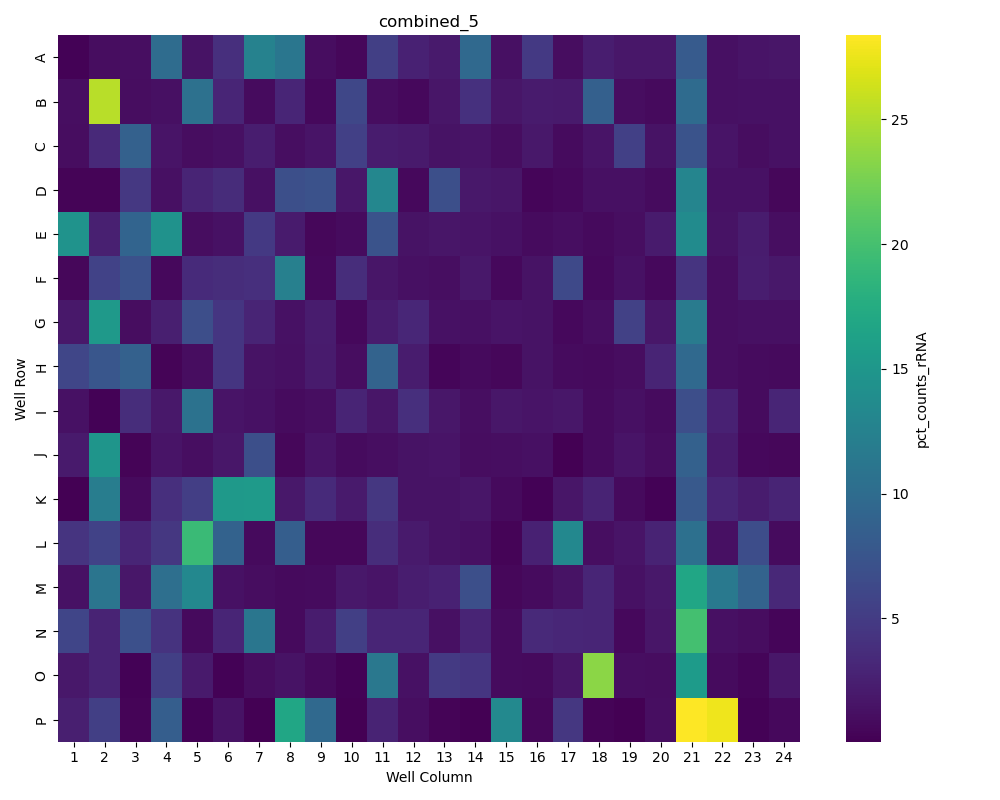 combined_5
Well Row
A
B
C
D
E
F
G
H
I
J
K
L
M
N
O
P
1 2 3 4 5 6 7 8 9 10 11 12 13 14 15 16 17 18 19 20 21 22 23 24
Well Column
25
20
15
10
5
pct_counts_rRNA